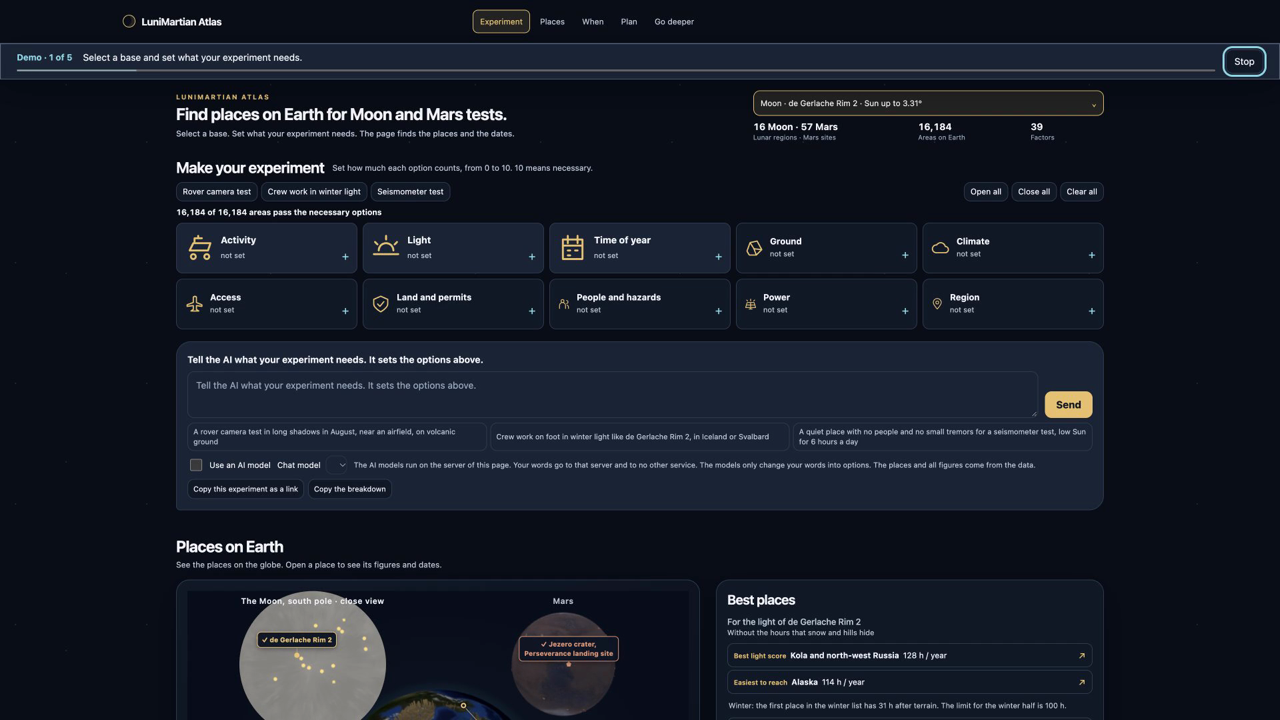 LuniMartian Atlas
Experiment
Places
When
Plan
Go deeper
Demo · 1 of 5 Select a base and set what your experiment needs.
Stop
LUNIMARTIAN ATLAS
Find places on Earth for Moon and Mars tests.
Select a base. Set what your experiment needs. The page finds the places and the dates.
Moon · de Gerlache Rim 2 · Sun up to 3.31°
16 Moon · 57 Mars
Lunar regions · Mars sites
16,184
Areas on Earth
39
Factors
Make your experiment
Set how much each option counts, from 0 to 10. 10 means necessary.
Rover camera test
Crew work in winter light
Seismometer test
Open all
Close all
Clear all
16,184 of 16,184 areas pass the necessary options
Activity
not set
+
Light
not set
+
Time of year
not set
+
Ground
not set
+
Climate
not set
+
Access
not set
+
Land and permits
not set
+
People and hazards
not set
+
Power
not set
+
Region
not set
+
Tell the AI what your experiment needs. It sets the options above.
Tell the AI what your experiment needs. It sets the options above.
Send
A rover camera test in long shadows in August, near an airfield, on volcanic
ground
Crew work on foot in winter light like de Gerlache Rim 2, in Iceland or Svalbard
A quiet place with no people and no small tremors for a seismometer test, low Sun
for 6 hours a day
Use an AI model
Chat model
The AI models run on the server of this page. Your words go to that server and to no other service. The models only change your words into options. The places and all figures come from the data.
Copy this experiment as a link
Copy the breakdown
Places on Earth
See the places on the globe. Open a place to see its figures and dates.
The Moon, south pole · close view
✓ de Gerlache Rim 2
Mars
✓ Jezero crater,
Perseverance landing site
Best places
For the light of de Gerlache Rim 2
Without the hours that snow and hills hide
Best light score Kola and north-west Russia 128 h / year ↗
Easiest to reach Alaska 114 h / year ↗
Winter: the first place in the winter list has 31 h after terrain. The limit for the winter half is 100 h.